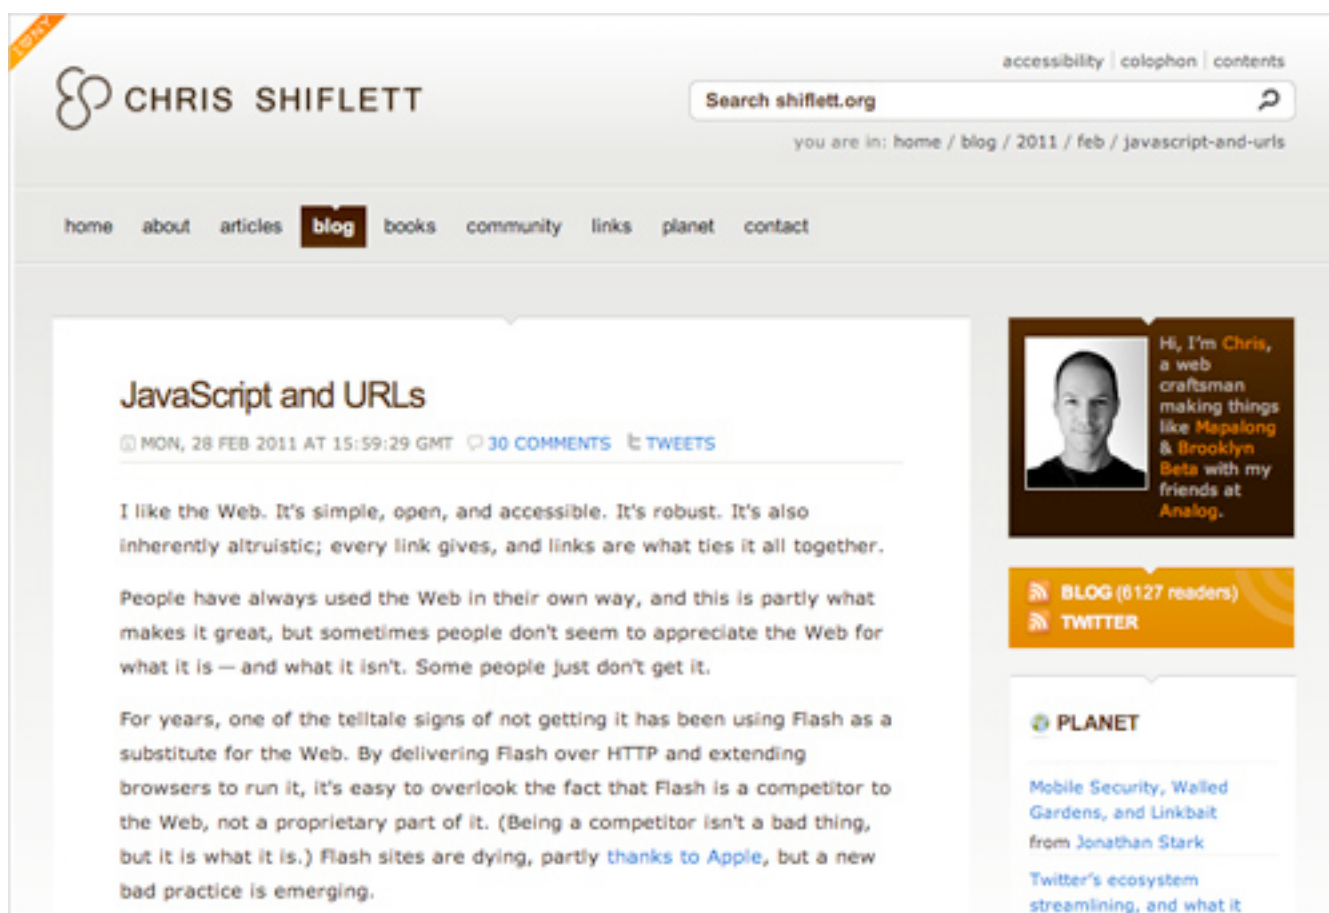 I ♥ NY
accessibility | colophon | contents
CHRIS SHIFLETT
Search shiflett.org
you are in: home / blog / 2011 / feb / javascript-and-urls
home about articles blog books community links planet contact
JavaScript and URLs
MON, 28 FEB 2011 AT 15:59:29 GMT 30 COMMENTS TWEETS
I like the Web. It's simple, open, and accessible. It's robust. It's also
inherently altruistic; every link gives, and links are what ties it all together.
People have always used the Web in their own way, and this is partly what
makes it great, but sometimes people don't seem to appreciate the Web for
what it is — and what it isn't. Some people just don't get it.
For years, one of the telltale signs of not getting it has been using Flash as a
substitute for the Web. By delivering Flash over HTTP and extending
browsers to run it, it's easy to overlook the fact that Flash is a competitor to
the Web, not a proprietary part of it. (Being a competitor isn't a bad thing,
but it is what it is.) Flash sites are dying, partly thanks to Apple, but a new
bad practice is emerging.
Hi, I'm Chris,
a web
craftsman
making things
like Mapalong
& Brooklyn
Beta with my
friends at
Analog.
BLOG (6127 readers)
TWITTER
PLANET
Mobile Security, Walled
Gardens, and Linkbait
from Jonathan Stark
Twitter's ecosystem
streamlining, and what it